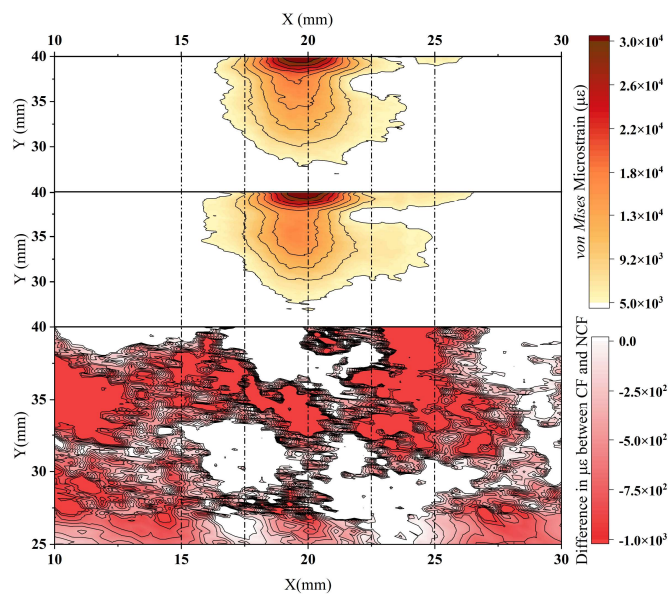 X (mm)
10 15 20 25 30
40
35
30
Y (mm)
40
35
30
Y (mm)
40
35
30
25
Y(mm)
10 15 20 25 30
X(mm)
3.0×10⁴
2.6×10⁴
2.2×10⁴
1.8×10⁴
1.3×10⁴
9.2×10³
5.0×10³
von Mises Microstrain (με)
0.0
-2.5×10²
-5.0×10²
-7.5×10²
-1.0×10³
Difference in με between CF and NCF